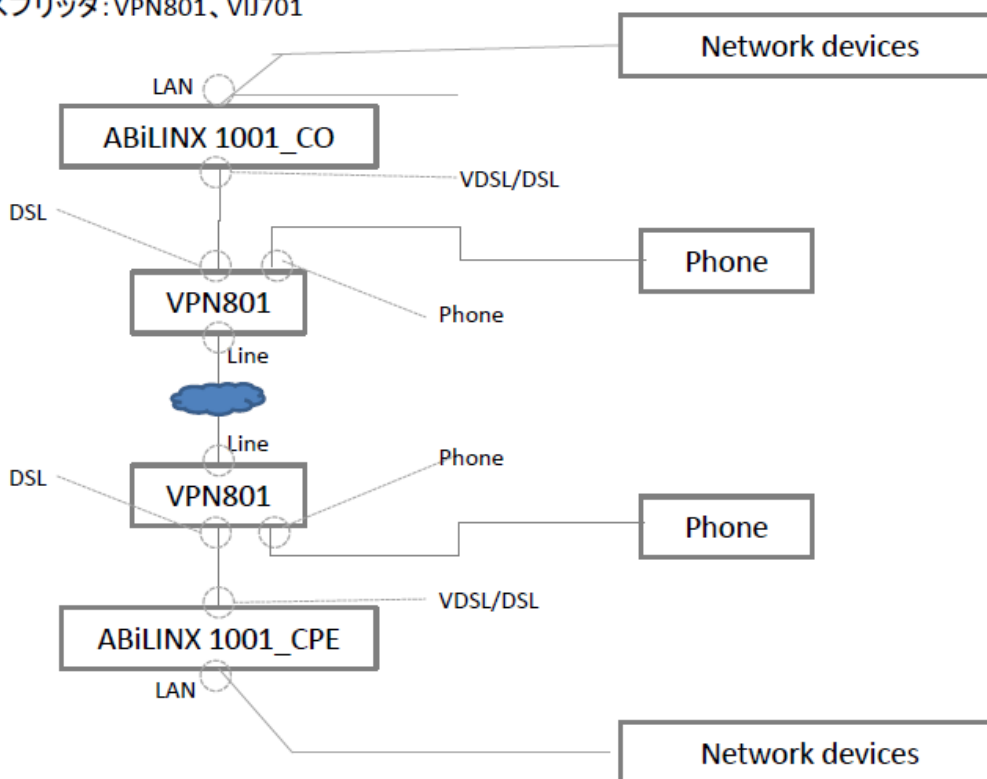 スプリッタ: VPN801、VIJ701
Network devices
LAN
ABiLINX 1001_CO
VDSL/DSL
DSL
Phone
VPN801
Phone
Line
Line
Phone
DSL
VPN801
Phone
VDSL/DSL
ABiLINX 1001_CPE
LAN
Network devices